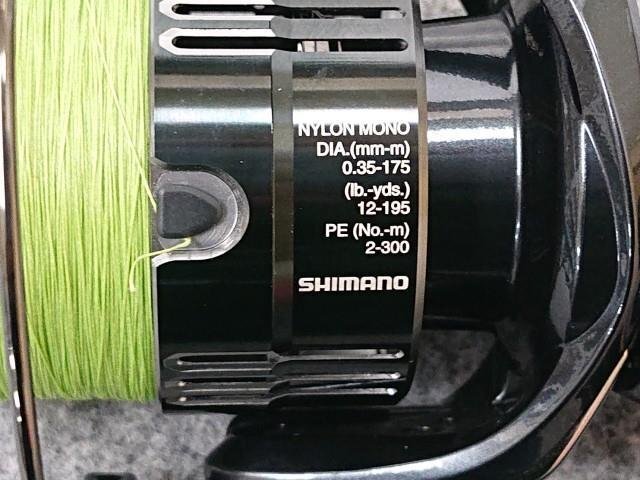 NYLON MONO
DIA.(mm-m)
0.35-175
(lb.-yds.)
12-195
PE (No.-m)
2-300
SHIMANO